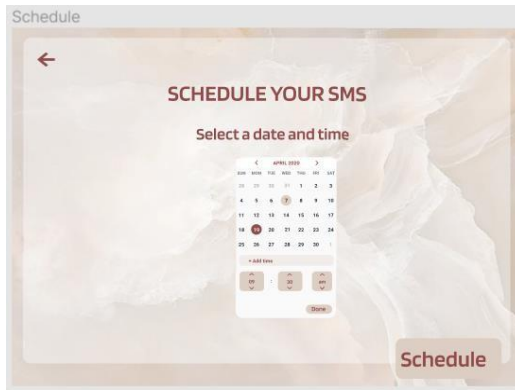 Schedule
SCHEDULE YOUR SMS
Select a date and time
APRIL 2020
SUN MON TUE WED THU FRI SAT
28 29 30 31 1 2 3
4 5 6 7 8 9 10
11 12 13 14 15 16 17
18 19 20 21 22 23 24
25 26 27 28 29 30 1
+ Add time
09 : 30 am
Done
Schedule